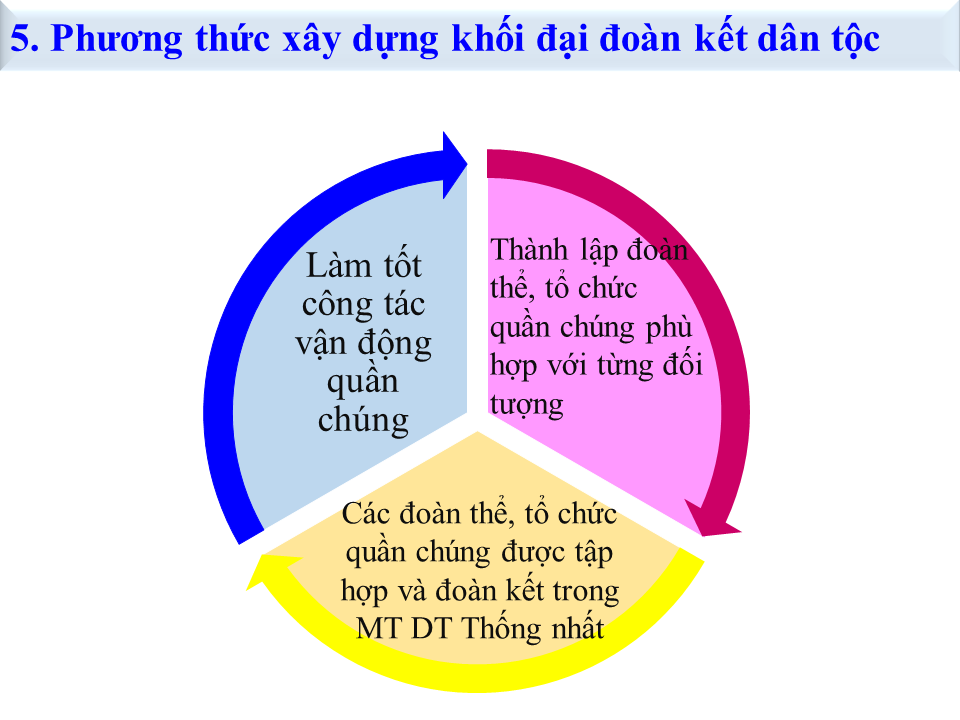 5. Phương thức xây dựng khối đại đoàn kết dân tộc
Làm tốt
công tác
vận động
quần
chúng
Thành lập đoàn
thể, tổ chức
quần chúng phù
hợp với từng đối
tượng
Các đoàn thể, tổ chức
quần chúng được tập
hợp và đoàn kết trong
MT DT Thống nhất